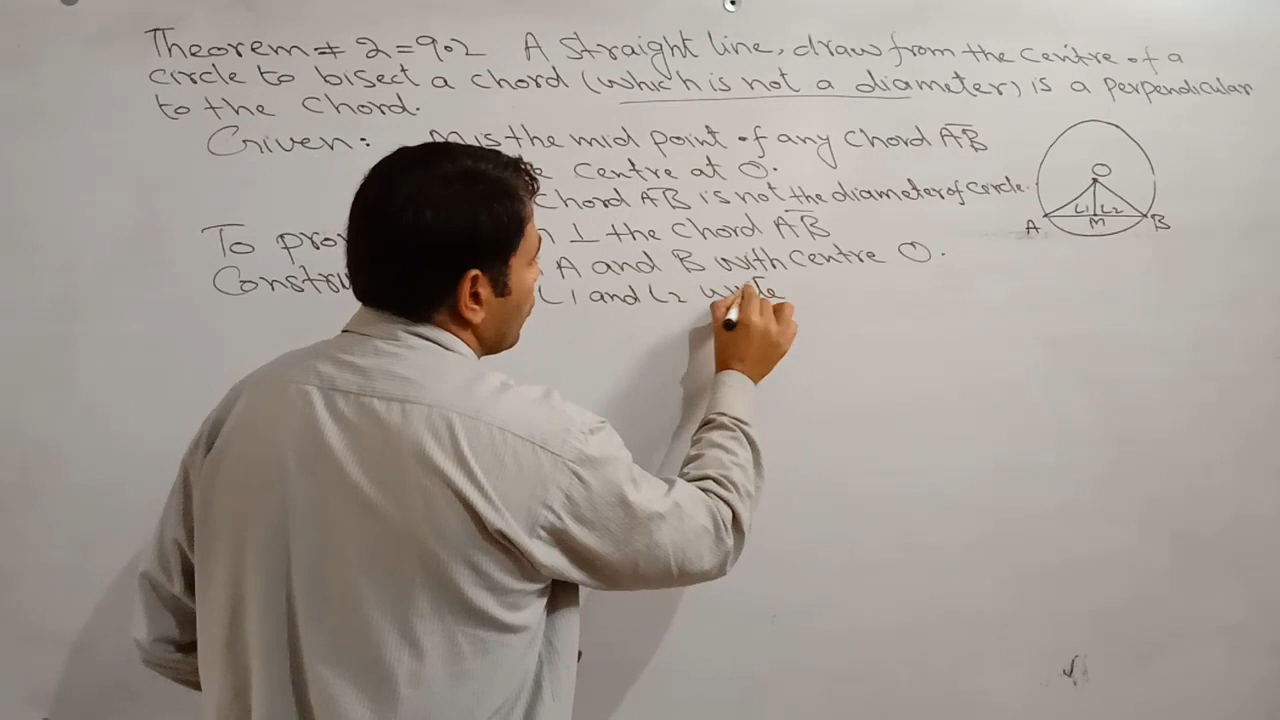 Theorem # 2=9.2 A straight line, draw from the centre of a
circle to bisect a chord (which is not a diameter) is a perpendicular
to the chord.
Given: M is the mid point of any chord AB
centre at O.
chord AB is not the diameter of circle.
To pro ⊥ the chord AB
Constru A and B with centre O.
∠1 and ∠2 write
O
∠1 ∠2
A M B